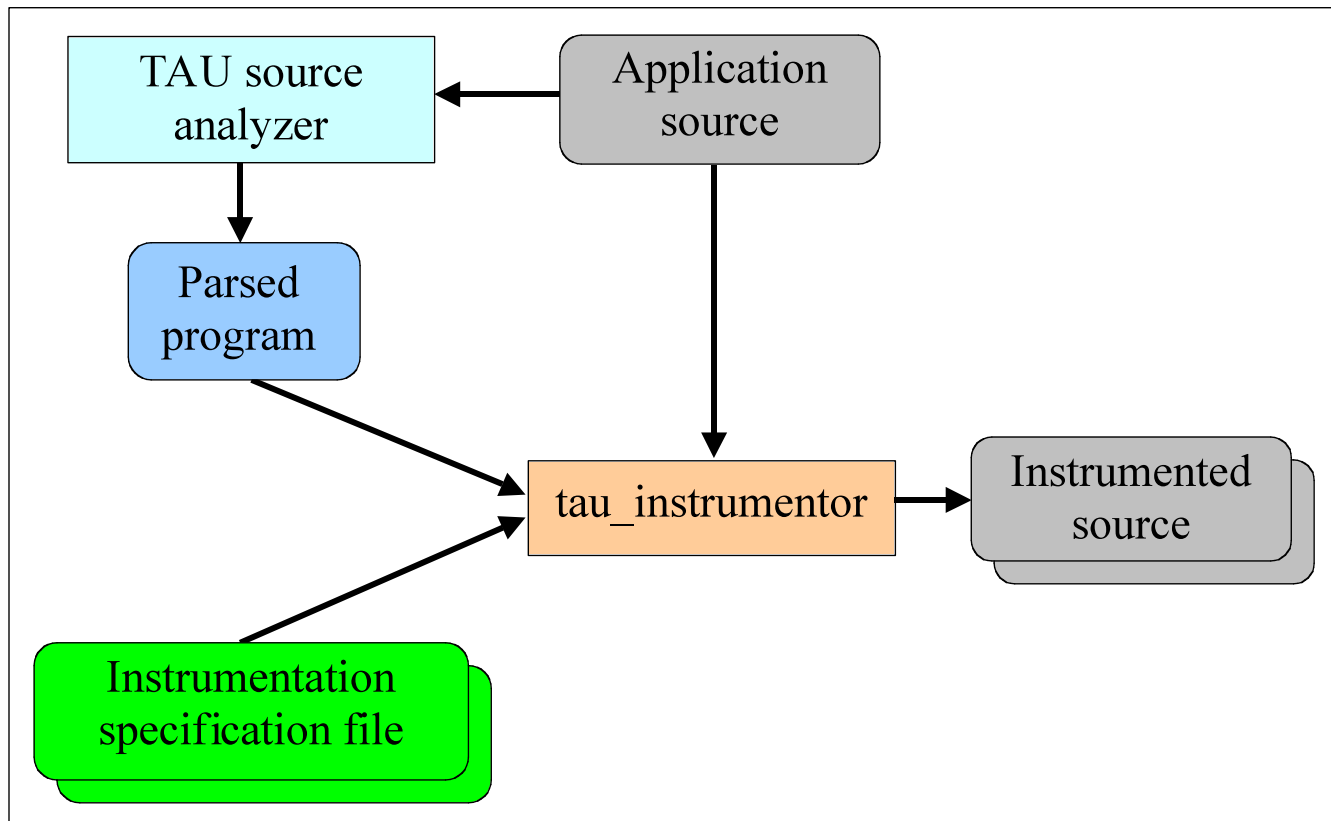 TAU source
analyzer
Application
source
Parsed
program
tau_instrumentor
Instrumented
source
Instrumentation
specification file